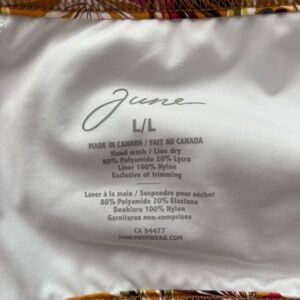 June
L/L
MADE IN CANADA / FAIT AU CANADA
Hand wash / Line dry
80% Polyamide 20% Lycra
Liner 100% Nylon
Exclusive of trimming
Laver à la main / Suspendre pour sécher
80% Polyamide 20% Elastane
Doublure 100% Nylon
Garnitures non-comprises
CA 54477
JUNESWIMWEAR.COM